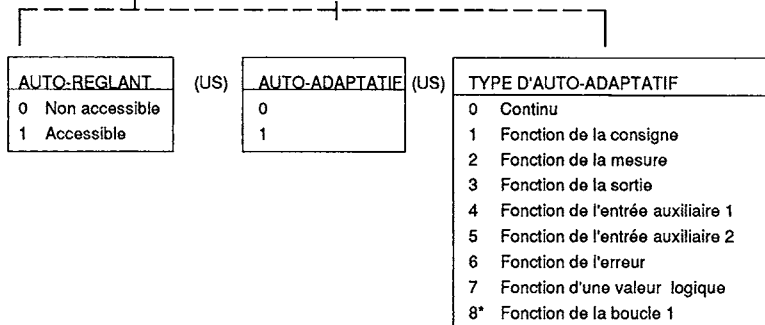 AUTO-REGLANT (US) AUTO-ADAPTATIF (US) TYPE D'AUTO-ADAPTATIF
0 Non accessible
1 Accessible
0
1
0 Continu
1 Fonction de la consigne
2 Fonction de la mesure
3 Fonction de la sortie
4 Fonction de l'entrée auxiliaire 1
5 Fonction de l'entrée auxiliaire 2
6 Fonction de l'erreur
7 Fonction d'une valeur logique
8* Fonction de la boucle 1